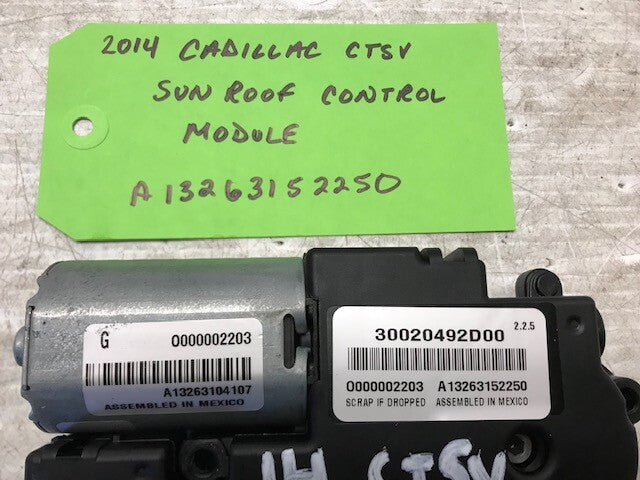 2014 CADILLAC CTSV
SUN ROOF CONTROL
MODULE
A13263152250
G 0000002203
A13263104107
ASSEMBLED IN MEXICO
30020492D00 2.2.5
0000002203 A13263152250
SCRAP IF DROPPED ASSEMBLED IN MEXICO
14 CTSV